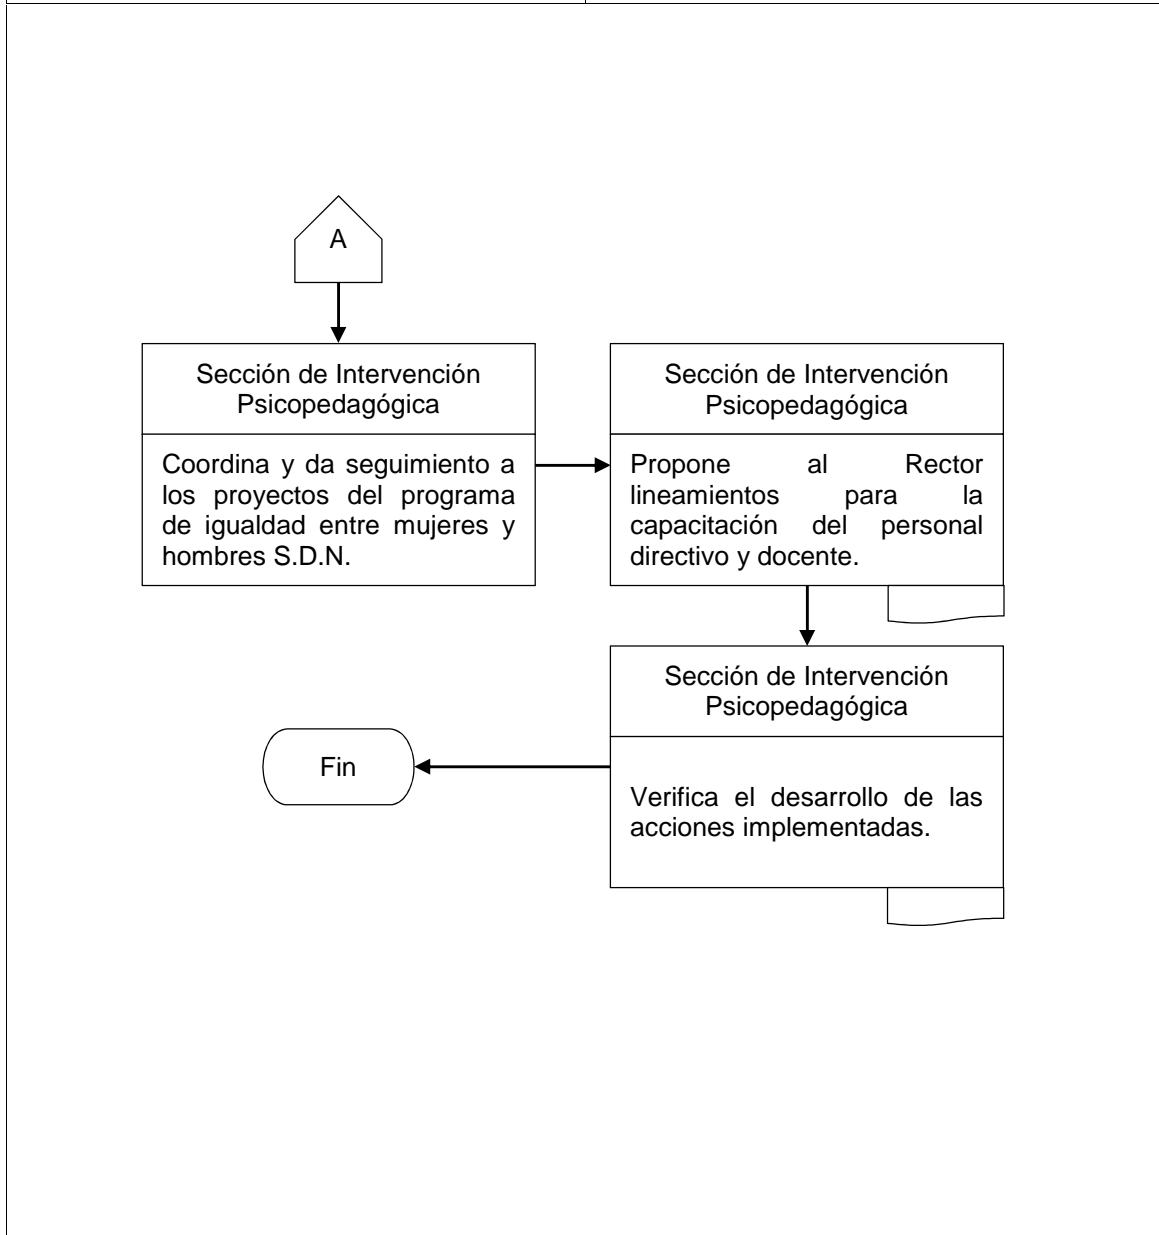 A
Sección de Intervención
Psicopedagógica
Coordina y da seguimiento a
los proyectos del programa
de igualdad entre mujeres y
hombres S.D.N.
Sección de Intervención
Psicopedagógica
Propone al Rector
lineamientos para la
capacitación del personal
directivo y docente.
Sección de Intervención
Psicopedagógica
Verifica el desarrollo de las
acciones implementadas.
Fin